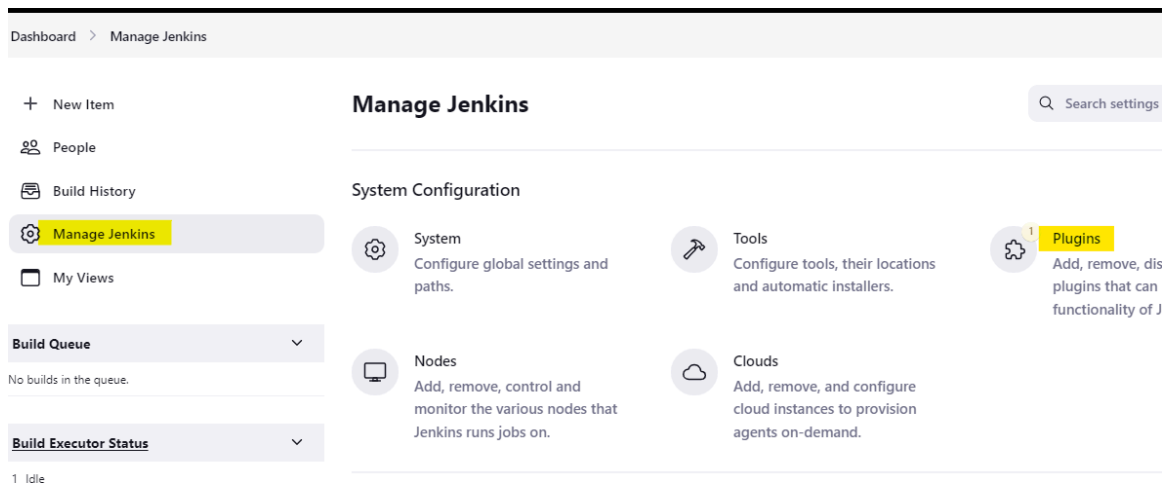 Dashboard > Manage Jenkins
New Item
People
Build History
Manage Jenkins
My Views
Build Queue
No builds in the queue.
Build Executor Status
1 Idle
Manage Jenkins
Search settings
System Configuration
System
Configure global settings and
paths.
Tools
Configure tools, their locations
and automatic installers.
1
Plugins
Add, remove, dis
plugins that can
functionality of J
Nodes
Add, remove, control and
monitor the various nodes that
Jenkins runs jobs on.
Clouds
Add, remove, and configure
cloud instances to provision
agents on-demand.